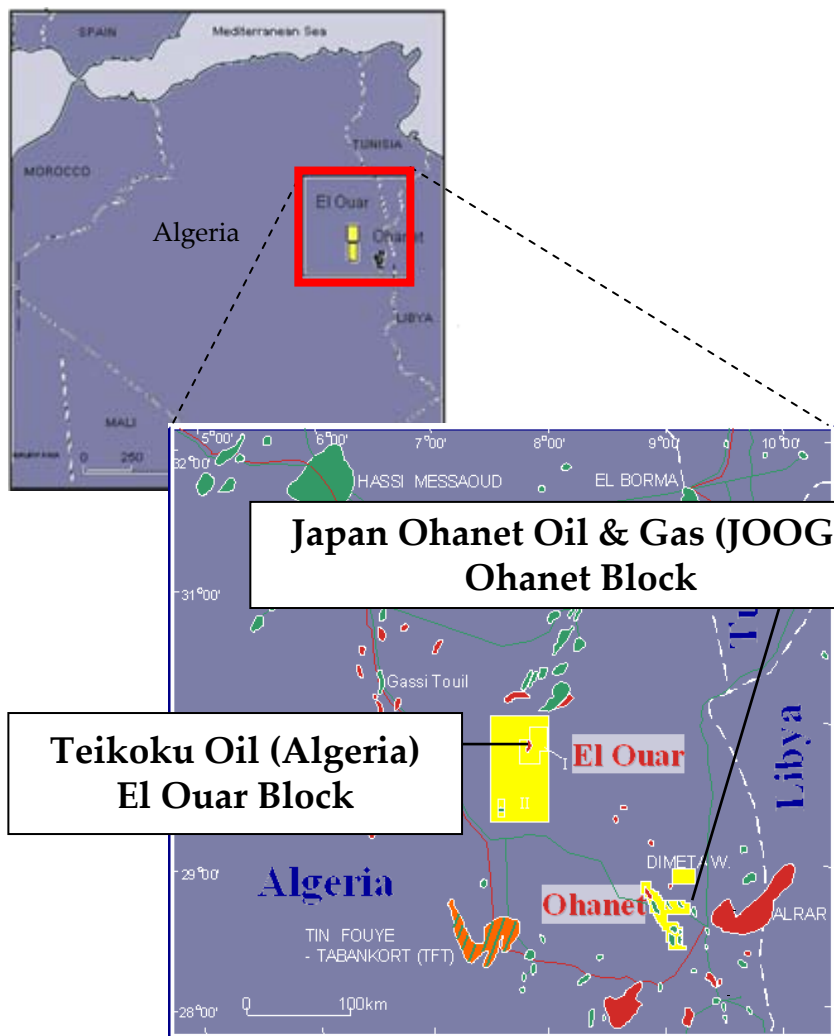 SPAIN
Mediterranean Sea
TUNISIA
MOROCCO
El Ouar
Algeria
Ohanet
LIBYA
MALI
0 250
5°00' 6°00' 7°00' 8°00' 9°00' 10°00'
32°00'
HASSI MESSAOUD
EL BORMA
Japan Ohanet Oil & Gas (JOOG
Ohanet Block
31°00'
Tu
Gassi Touil
Teikoku Oil (Algeria)
El Ouar Block
El Ouar
I
II
Libya
29°00'
DIMETA W.
Algeria
Ohanet
ALRAR
TIN FOUYE
- TABANKORT (TFT)
28°00'
0 100km